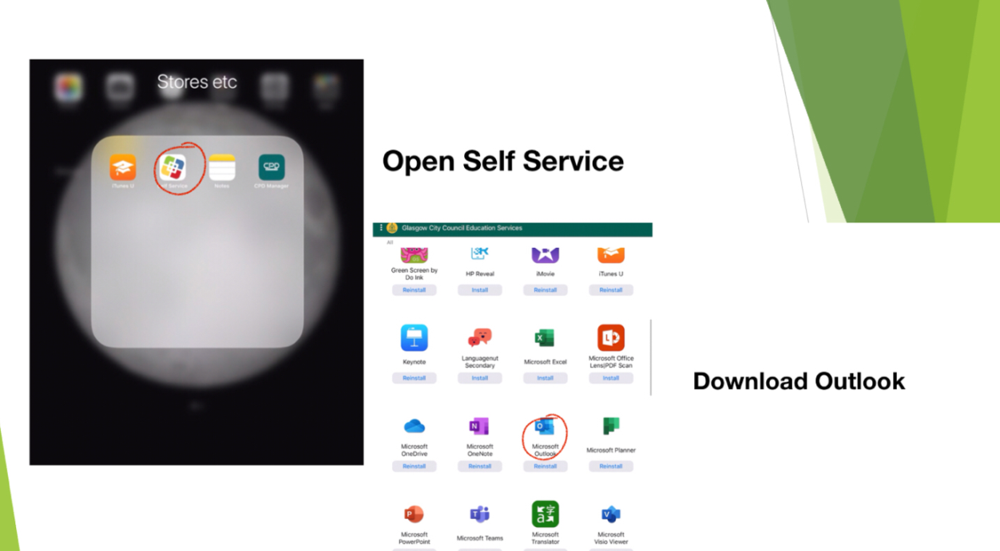 Stores etc
iTunes U
Self Service
Notes
CPD
CPD Manager
Open Self Service
Glasgow City Council Education Services
All
Green Screen by
Do Ink
HP Reveal
iMovie
iTunes U
Reinstall
Install
Reinstall
Reinstall
Keynote
Languagenut
Secondary
Microsoft Excel
Microsoft Office
Lens|PDF Scan
Reinstall
Install
Install
Install
Microsoft
OneDrive
Microsoft
OneNote
Microsoft
Outlook
Microsoft Planner
Reinstall
Reinstall
Reinstall
Reinstall
Microsoft
PowerPoint
Microsoft Teams
Microsoft
Translator
Microsoft
Visio Viewer
Download Outlook